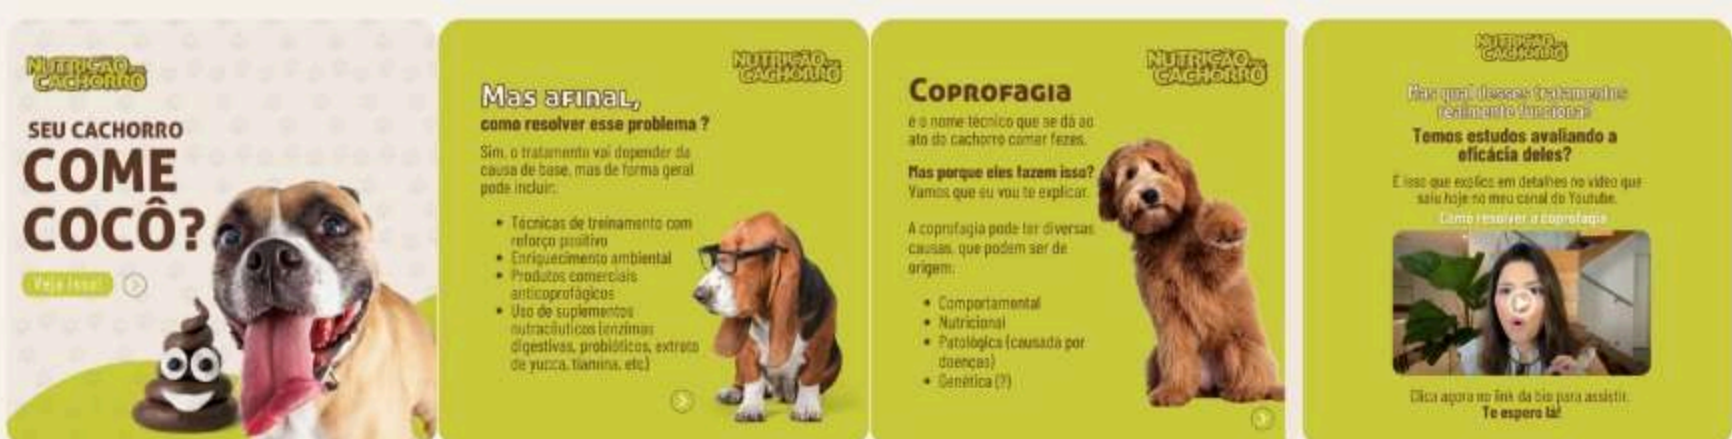 NUTRIÇÃO
CACHORRO
SEU CACHORRO
COME
COCÔ?
Veja isso!
NUTRIÇÃO
CACHORRO
Mas afinal,
como resolver esse problema ?
Sim, o tratamento vai depender da
causa de base, mas de forma geral
pode incluir:
• Técnicas de treinamento com
reforço positivo
• Enriquecimento ambiental
• Produtos comerciais
anticoprofágicos
• Uso de suplementos
nutracêuticos (enzimas
digestivas, probióticos, extrato
de yucca, tiamina, etc)
NUTRIÇÃO
CACHORRO
Coprofagia
é o nome técnico que se dá ao
ato do cachorro comer fezes.
Mas porque eles fazem isso?
Vamos que eu vou te explicar.
A coprofagia pode ter diversas
causas, que podem ser de
origem:
• Comportamental
• Nutricional
• Patológica (causada por
doenças)
• Genética (?)
NUTRIÇÃO
CACHORRO
Mas qual desses tratamentos
realmente funciona?
Temos estudos avaliando a
eficácia deles?
É isso que explico em detalhes no vídeo que
saiu hoje no meu canal do Youtube.
Como resolver a coprofagia
Clica agora no link da bio para assistir.
Te espero lá!